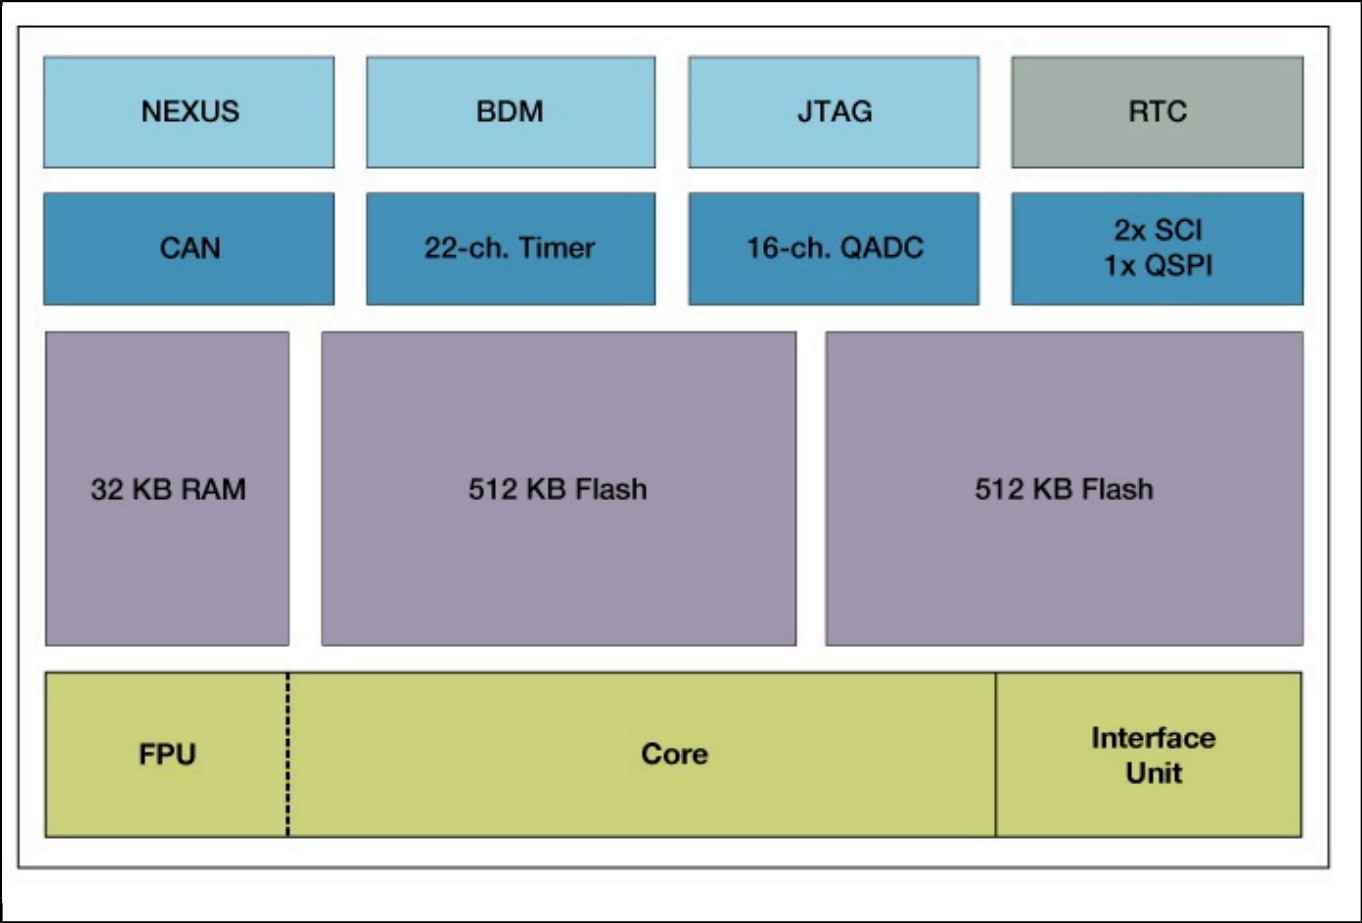 NEXUS
BDM
JTAG
RTC
CAN
22-ch. Timer
16-ch. QADC
2x SCI
1x QSPI
32 KB RAM
512 KB Flash
512 KB Flash
FPU
Core
Interface
Unit